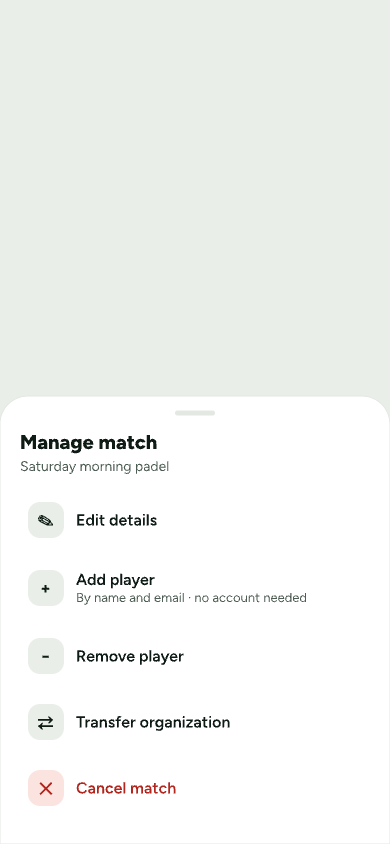 Manage match
Saturday morning padel
✎ Edit details
+ Add player
By name and email · no account needed
– Remove player
⇄ Transfer organization
✕ Cancel match